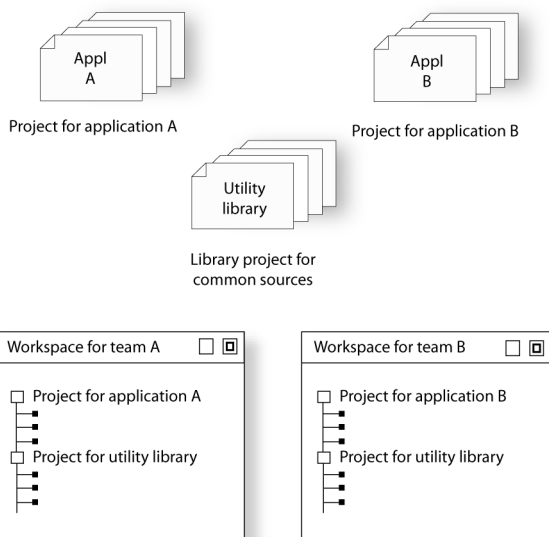 Appl
A
Appl
B
Project for application A
Project for application B
Utility
library
Library project for
common sources
Workspace for team A
Workspace for team B
Project for application A
Project for application B
Project for utility library
Project for utility library